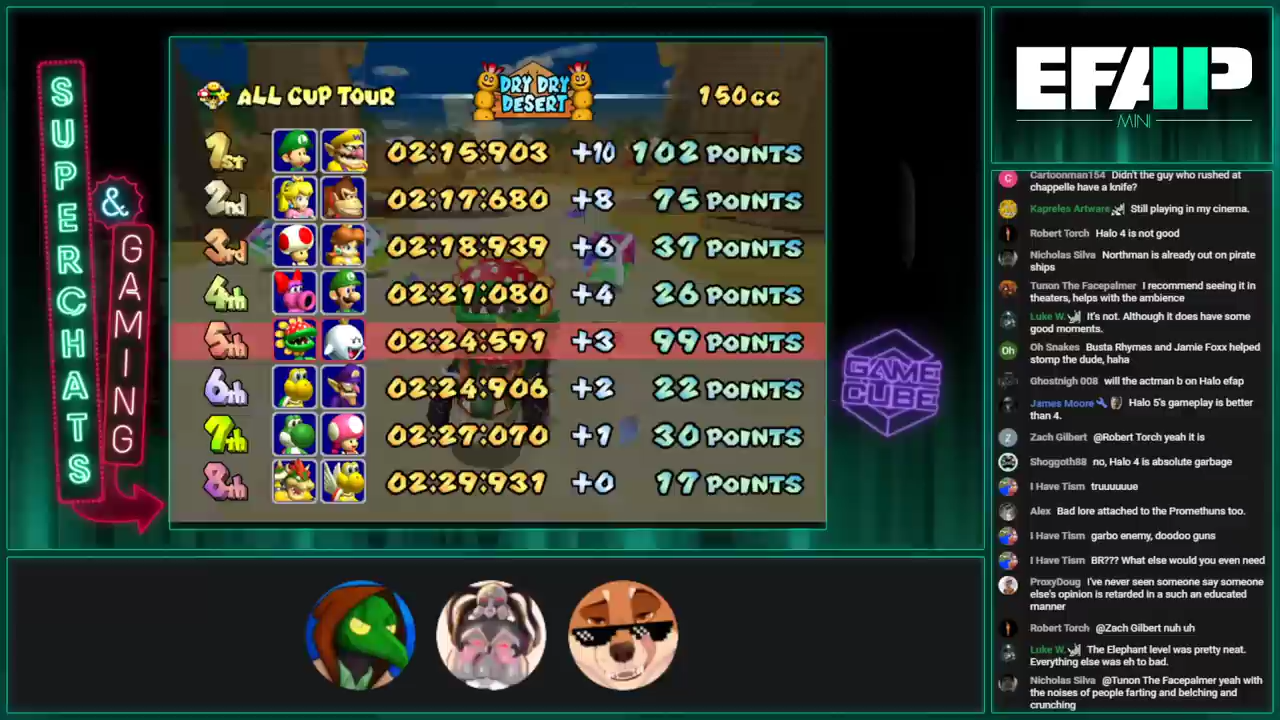 SUPERCHATS
&
GAMING
ALL CUP TOUR
DRY DRY
DESERT
150cc
1st 02:15:903 +10 102 POINTS
2nd 02:17:680 +8 75 POINTS
3rd 02:18:939 +6 37 POINTS
4th 02:21:080 +4 26 POINTS
5th 02:24:591 +3 99 POINTS
6th 02:24:906 +2 22 POINTS
7th 02:27:070 +1 30 POINTS
8th 02:29:931 +0 17 POINTS
GAME
CUBE
EFAP
MINI
Cartoonman154 Didn't the guy who rushed at
chappelle have a knife?
Kapreles Artware Still playing in my cinema.
Robert Torch Halo 4 is not good
Nicholas Silva Northman is already out on pirate
ships
Tunon The Facepalmer I recommend seeing it in
theaters, helps with the ambience
Luke W. It's not. Although it does have some
good moments.
Oh Snakes Busta Rhymes and Jamie Foxx helped
stomp the dude, haha
Ghostnigh 008 will the actman b on Halo efap
James Moore Halo 5's gameplay is better
than 4.
Zach Gilbert @Robert Torch yeah it is
Shoggoth88 no, Halo 4 is absolute garbage
I Have Tism truuuuuue
Alex Bad lore attached to the Promethuns too.
I Have Tism garbo enemy, doodoo guns
I Have Tism BR??? What else would you even need
ProxyDoug I've never seen someone say someone
else's opinion is retarded in a such an educated
manner
Robert Torch @Zach Gilbert nuh uh
Luke W. The Elephant level was pretty neat.
Everything else was eh to bad.
Nicholas Silva @Tunon The Facepalmer yeah with
the noises of people farting and belching and
crunching